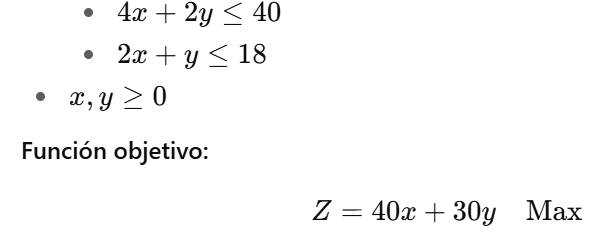 4x + 2y ≤ 40
2x + y ≤ 18
x, y ≥ 0
Función objetivo:
Z = 40x + 30y Max